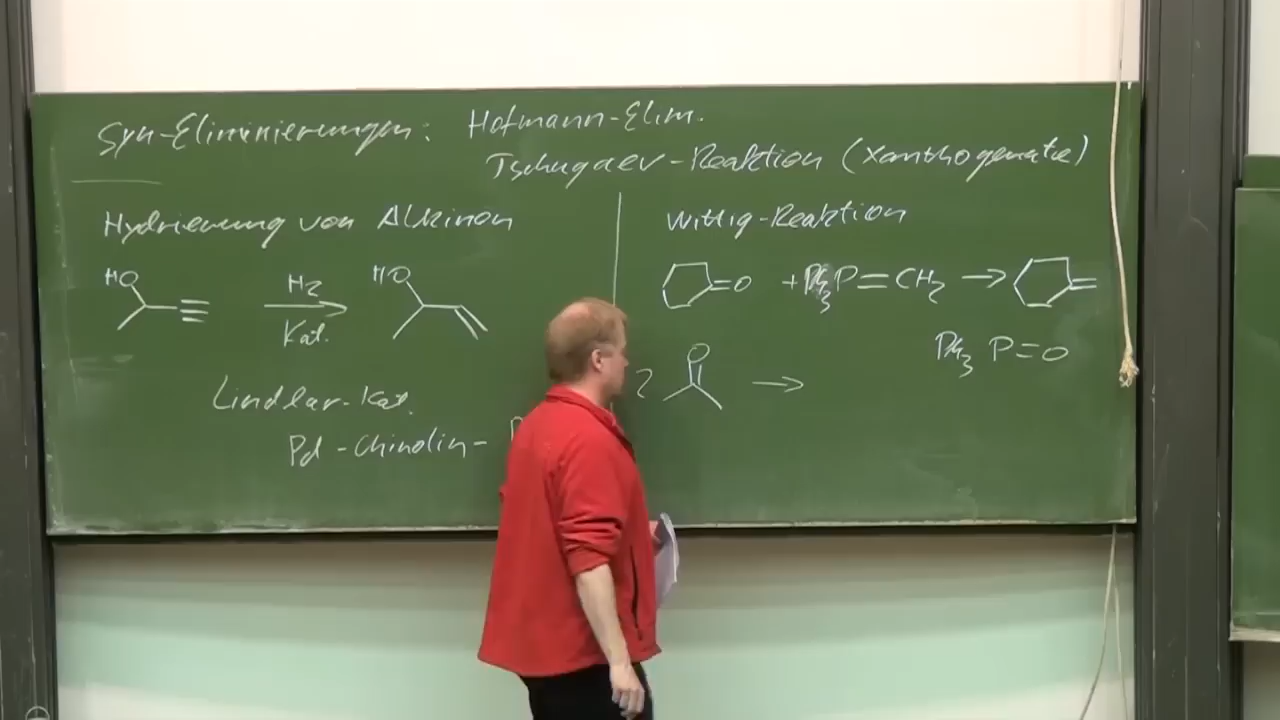 Syn-Eliminierungen: Hofmann-Elim.
Tschugaev-Reaktion (Xanthogenate)
Hydrierung von Alkinen
HO
H2
Kat.
HO
Lindlar-Kat.
Pd-Chinolin-
Wittig-Reaktion
=O + Ph3P=CH2 →
Ph3P=O
2
O
→